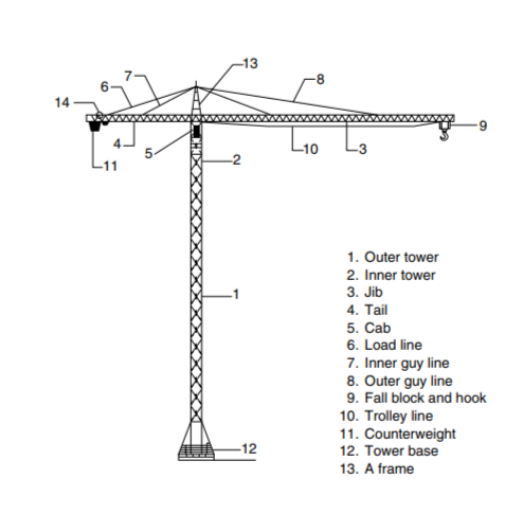 13
7
8
6
14
9
4
11
5
2
10
3
1
12
1. Outer tower
2. Inner tower
3. Jib
4. Tail
5. Cab
6. Load line
7. Inner guy line
8. Outer guy line
9. Fall block and hook
10. Trolley line
11. Counterweight
12. Tower base
13. A frame